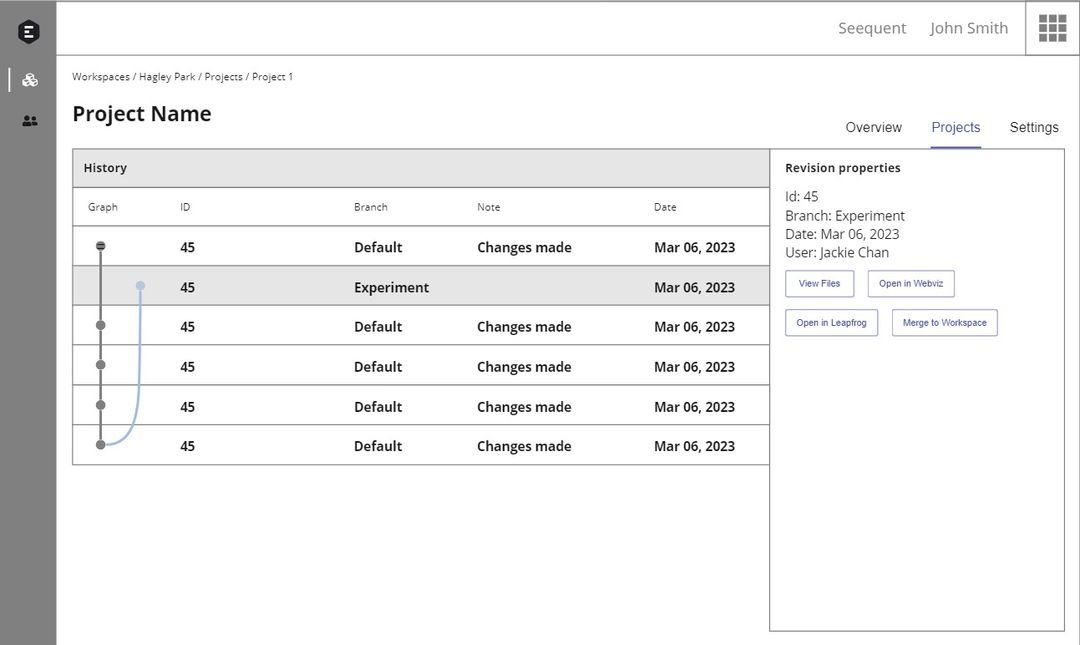 Seequent John Smith
Workspaces / Hagley Park / Projects / Project 1
Project Name
Overview Projects Settings
History
Graph ID Branch Note Date
45 Default Changes made Mar 06, 2023
45 Experiment Mar 06, 2023
45 Default Changes made Mar 06, 2023
45 Default Changes made Mar 06, 2023
45 Default Changes made Mar 06, 2023
45 Default Changes made Mar 06, 2023
Revision properties
Id: 45
Branch: Experiment
Date: Mar 06, 2023
User: Jackie Chan
View Files Open in Webviz
Open in Leapfrog Merge to Workspace